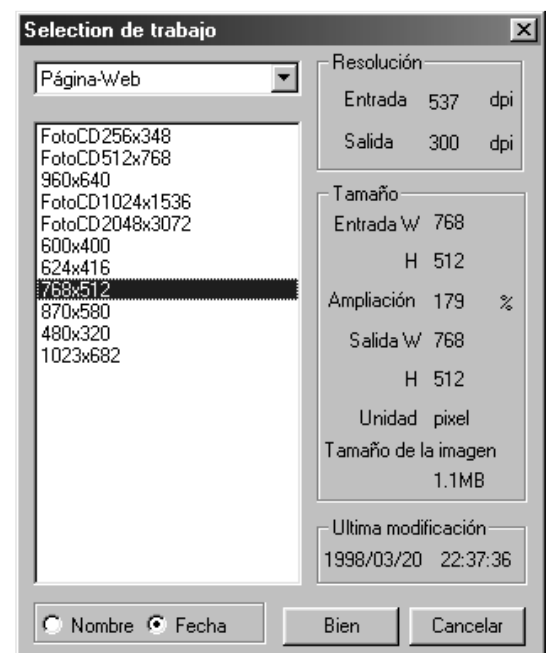 Selection de trabajo
Página-Web
FotoCD256x348
FotoCD512x768
960x640
FotoCD1024x1536
FotoCD2048x3072
600x400
624x416
768x512
870x580
480x320
1023x682
Nombre Fecha
Resolución
Entrada 537 dpi
Salida 300 dpi
Tamaño
Entrada W 768
H 512
Ampliación 179 %
Salida W 768
H 512
Unidad pixel
Tamaño de la imagen
1.1MB
Ultima modificación
1998/03/20 22:37:36
Bien Cancelar